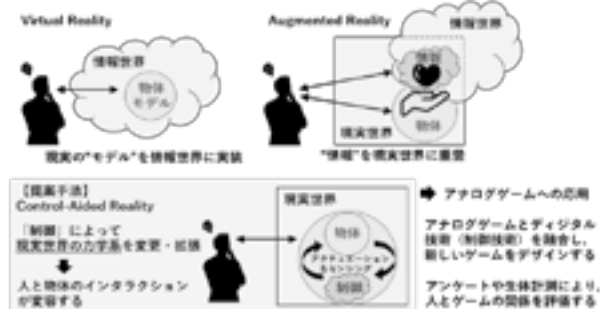 Virtual Reality
情報世界
物体
モデル
現実の"モデル"を情報世界に実装
Augmented Reality
情報世界
情報
物体
現実世界
"情報"を現実世界に重畳
【提案手法】
Control-Aided Reality
「制御」によって
現実世界の力学系を変更・拡張
人と物体のインタラクション
が変容する
現実世界
物体
アクチュエーション
&センシング
制御
アナログゲームへの応用
アナログゲームとディジタル
技術（制御技術）を融合し、
新しいゲームをデザインする
アンケートや生体計測により、
人とゲームの関係を評価する